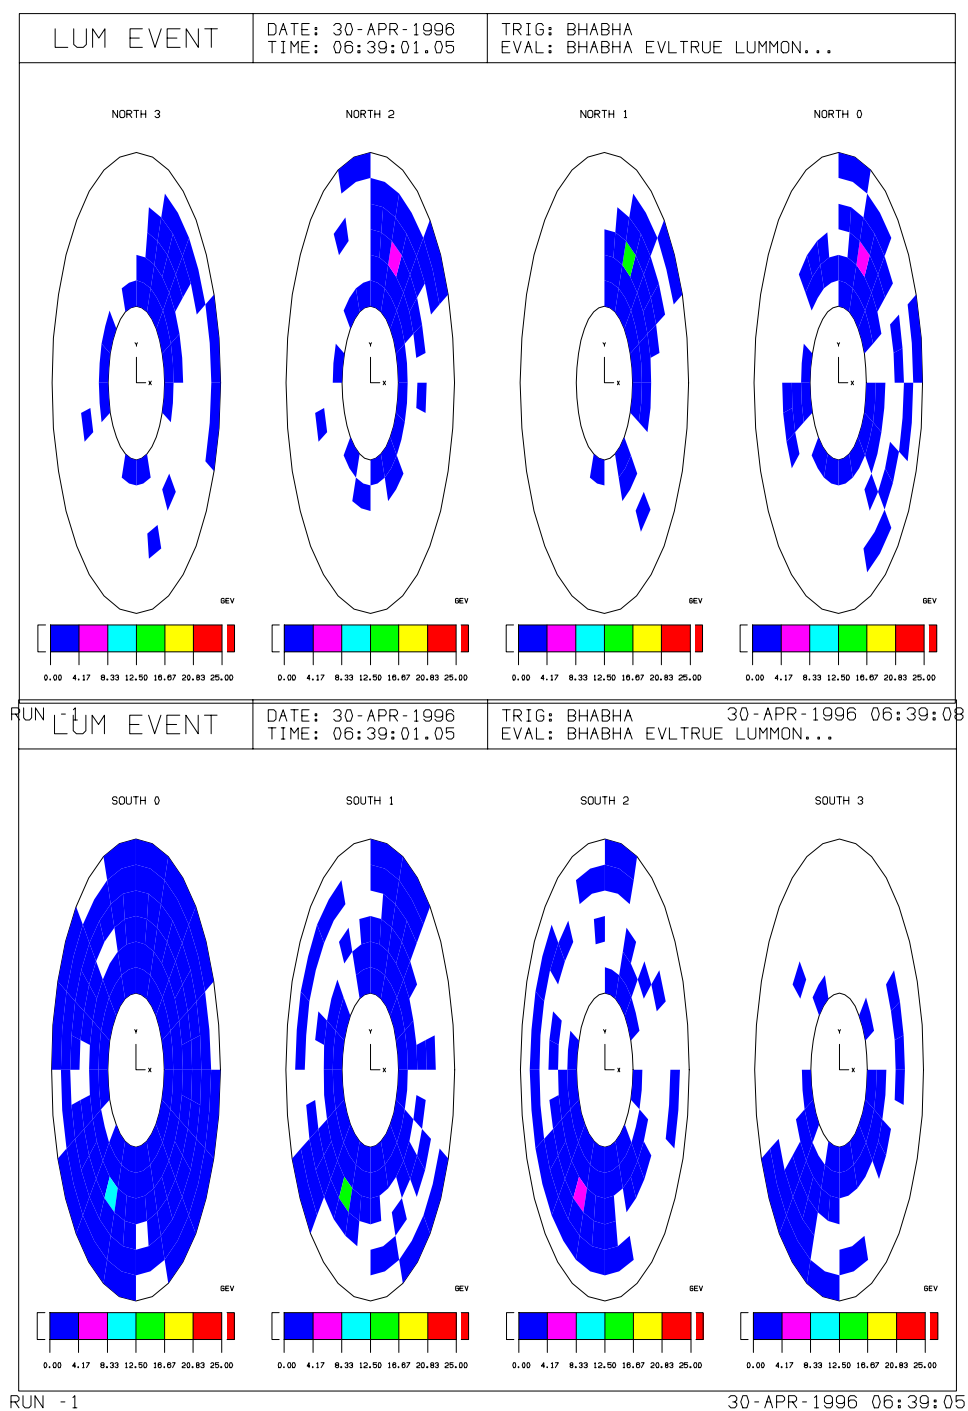 LUM EVENT
DATE: 30-APR-1996
TIME: 06:39:01.05
TRIG: BHABHA
EVAL: BHABHA EVLTRUE LUMMON...
NORTH 3 NORTH 2 NORTH 1 NORTH 0
Y Y Y Y
X X X X
GEV GEV GEV GEV
0.00 4.17 8.33 12.50 16.67 20.83 25.00 0.00 4.17 8.33 12.50 16.67 20.83 25.00 0.00 4.17 8.33 12.50 16.67 20.83 25.00 0.00 4.17 8.33 12.50 16.67 20.83 25.00
RUN -1 30-APR-1996 06:39:08
LUM EVENT
DATE: 30-APR-1996
TIME: 06:39:01.05
TRIG: BHABHA
EVAL: BHABHA EVLTRUE LUMMON...
SOUTH 0 SOUTH 1 SOUTH 2 SOUTH 3
Y Y Y Y
X X X X
GEV GEV GEV GEV
0.00 4.17 8.33 12.50 16.67 20.83 25.00 0.00 4.17 8.33 12.50 16.67 20.83 25.00 0.00 4.17 8.33 12.50 16.67 20.83 25.00 0.00 4.17 8.33 12.50 16.67 20.83 25.00
RUN -1 30-APR-1996 06:39:05